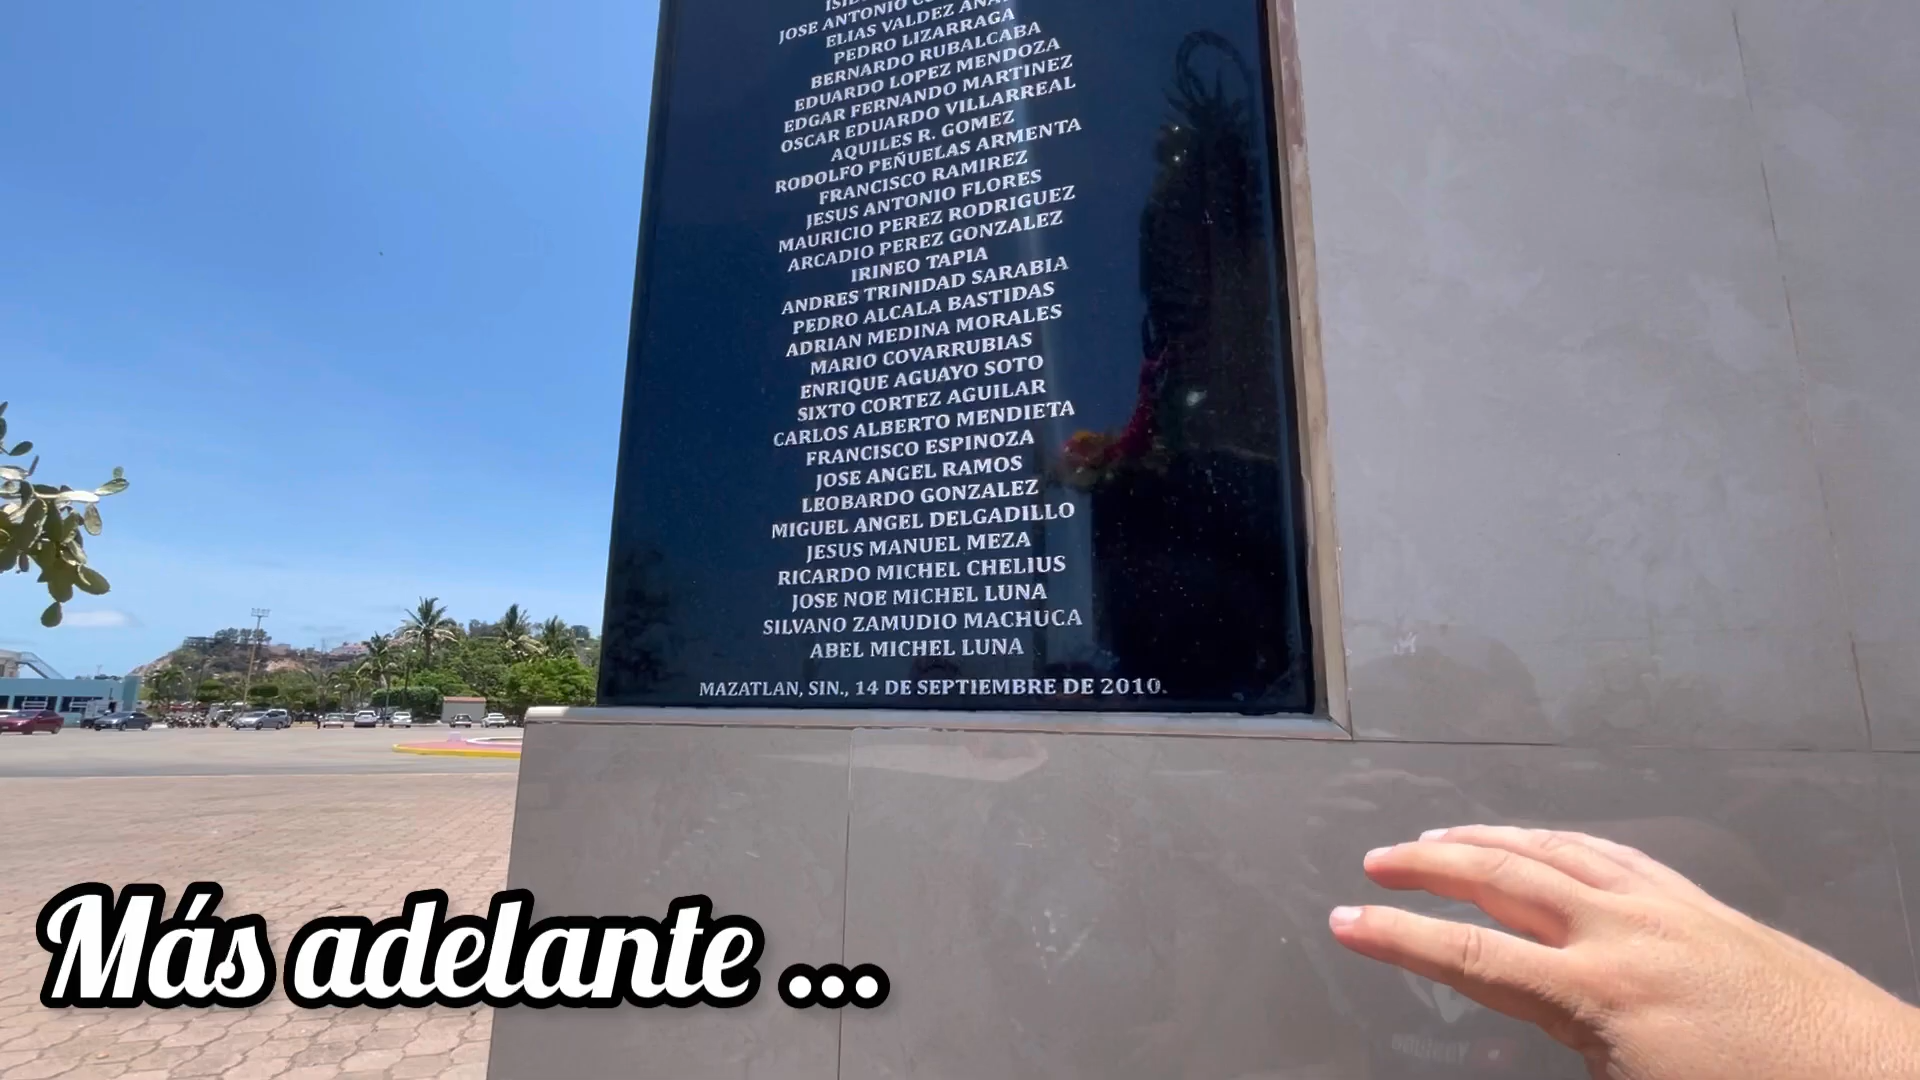 JOSE ANTONIO
ELIAS VALDEZ
PEDRO LIZARRAGA
BERNARDO RUBALCABA
EDUARDO LOPEZ MENDOZA
EDGAR FERNANDO MARTINEZ
OSCAR EDUARDO VILLARREAL
AQUILES R. GOMEZ
RODOLFO PEÑUELAS ARMENTA
FRANCISCO RAMIREZ
JESUS ANTONIO FLORES
MAURICIO PEREZ RODRIGUEZ
ARCADIO PEREZ GONZALEZ
IRINEO TAPIA
ANDRES TRINIDAD SARABIA
PEDRO ALCALA BASTIDAS
ADRIAN MEDINA MORALES
MARIO COVARRUBIAS
ENRIQUE AGUAYO SOTO
SIXTO CORTEZ AGUILAR
CARLOS ALBERTO MENDIETA
FRANCISCO ESPINOZA
JOSE ANGEL RAMOS
LEOBARDO GONZALEZ
MIGUEL ANGEL DELGADILLO
JESUS MANUEL MEZA
RICARDO MICHEL CHELIUS
JOSE NOE MICHEL LUNA
SILVANO ZAMUDIO MACHUCA
ABEL MICHEL LUNA
MAZATLAN, SIN., 14 DE SEPTIEMBRE DE 2010.
Más adelante ...